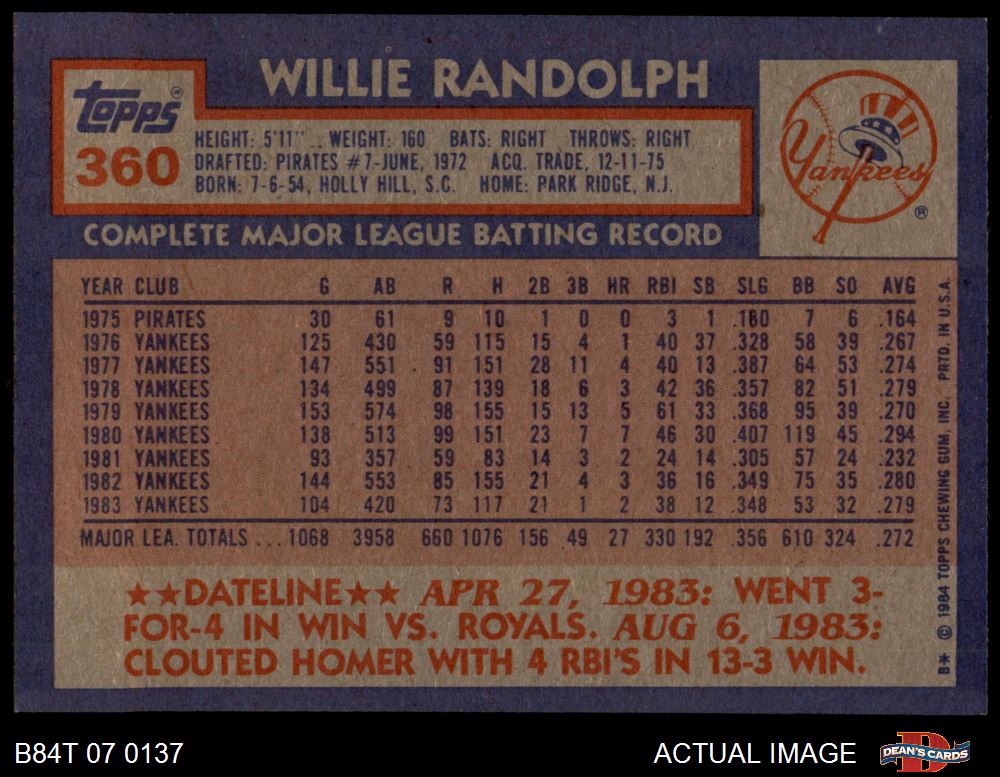 WILLIE RANDOLPH
Topps®
360
HEIGHT: 5'11" .. WEIGHT: 160 BATS: RIGHT THROWS: RIGHT
DRAFTED: PIRATES #7-JUNE, 1972 ACQ. TRADE, 12-11-75
BORN: 7-6-54, HOLLY HILL, S.C. HOME: PARK RIDGE, N.J.
Yankees ®
COMPLETE MAJOR LEAGUE BATTING RECORD
YEAR CLUB G AB R H 2B 3B HR RBI SB SLG BB SO AVG
1975 PIRATES 30 61 9 10 1 0 0 3 1 .180 7 6 .164
1976 YANKEES 125 430 59 115 15 4 1 40 37 .328 58 39 .267
1977 YANKEES 147 551 91 151 28 11 4 40 13 .387 64 53 .274
1978 YANKEES 134 499 87 139 18 6 3 42 36 .357 82 51 .279
1979 YANKEES 153 574 98 155 15 13 5 61 33 .368 95 39 .270
1980 YANKEES 138 513 99 151 23 7 7 46 30 .407 119 45 .294
1981 YANKEES 93 357 59 83 14 3 2 24 14 .305 57 24 .232
1982 YANKEES 144 553 85 155 21 4 3 36 16 .349 75 35 .280
1983 YANKEES 104 420 73 117 21 1 2 38 12 .348 53 32 .279
MAJOR LEA. TOTALS ... 1068 3958 660 1076 156 49 27 330 192 .356 610 324 .272
★★DATELINE★★ APR 27, 1983: WENT 3-
FOR-4 IN WIN VS. ROYALS. AUG 6, 1983:
CLOUTED HOMER WITH 4 RBI'S IN 13-3 WIN.
B* © 1984 TOPPS CHEWING GUM, INC. PRTD. IN U.S.A.
B84T 07 0137
ACTUAL IMAGE
DEAN'S CARDS